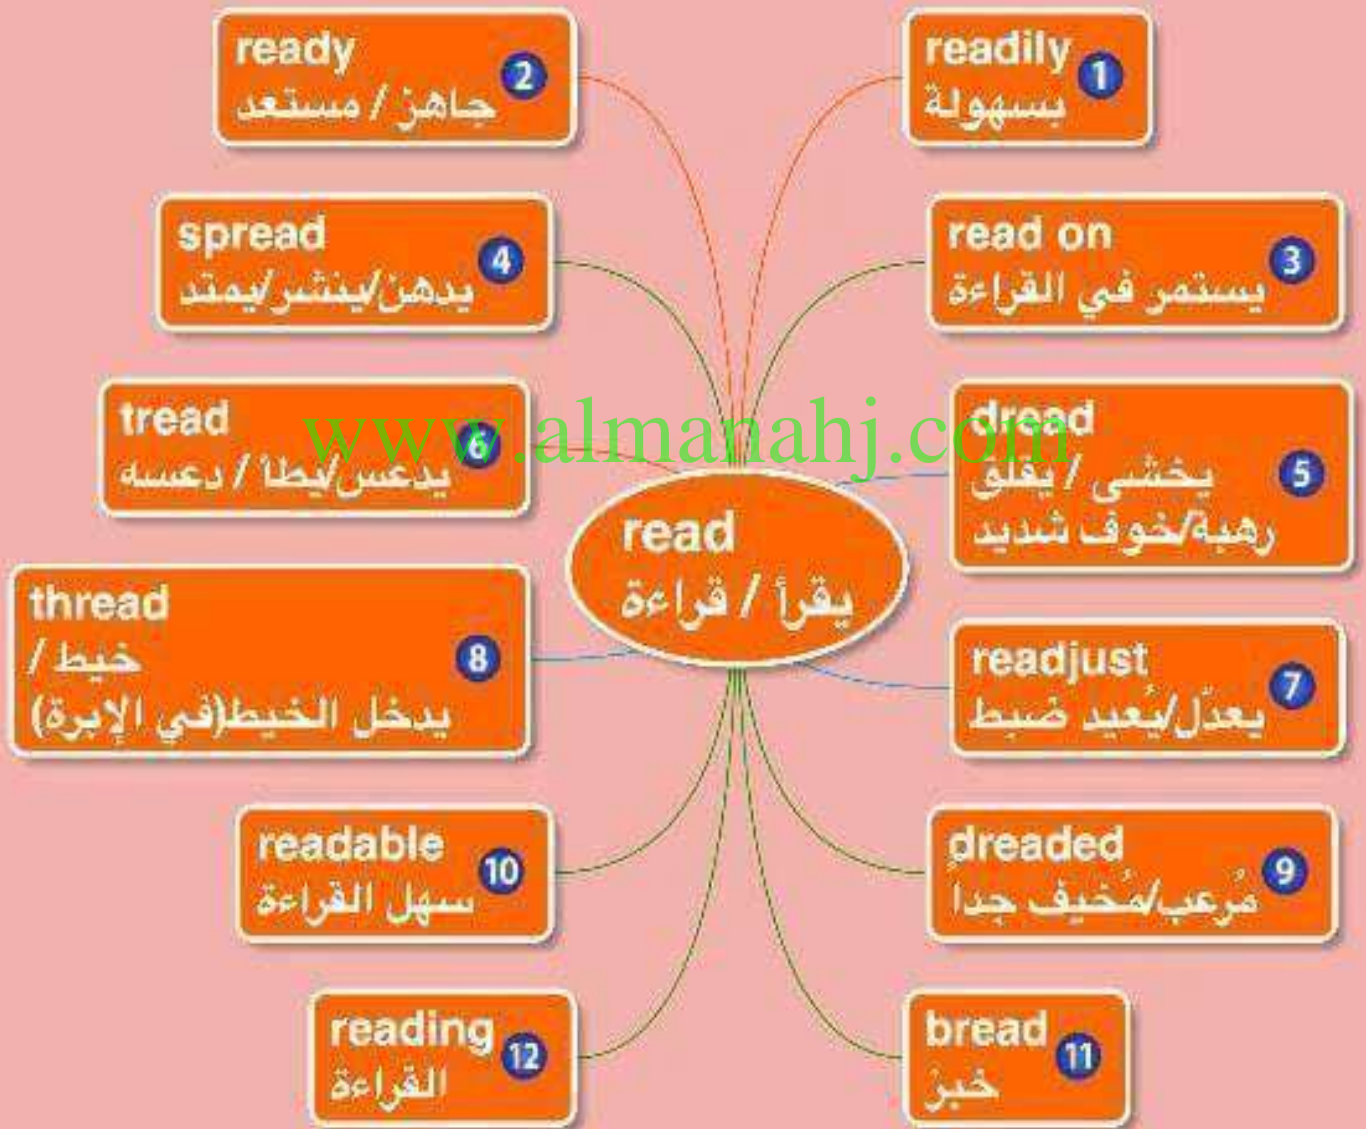 readily
بسهولة
1
ready
جاهز / مستعد
2
read on
يستمر في القراءة
3
spread
يدهن/ينشر/يمتد
4
dread
يخشى / يقلق
رهبة/خوف شديد
5
tread
يدعس/يطأ / دعسة
6
www.almanahj.com
read
يقرأ / قراءة
readjust
يعدّل/يُعيد ضبط
7
thread
خيط /
يدخل الخيط(في الإبرة)
8
dreaded
مُرعب/مُخيف جداً
9
readable
سهل القراءة
10
bread
خبز
11
reading
القراءة
12